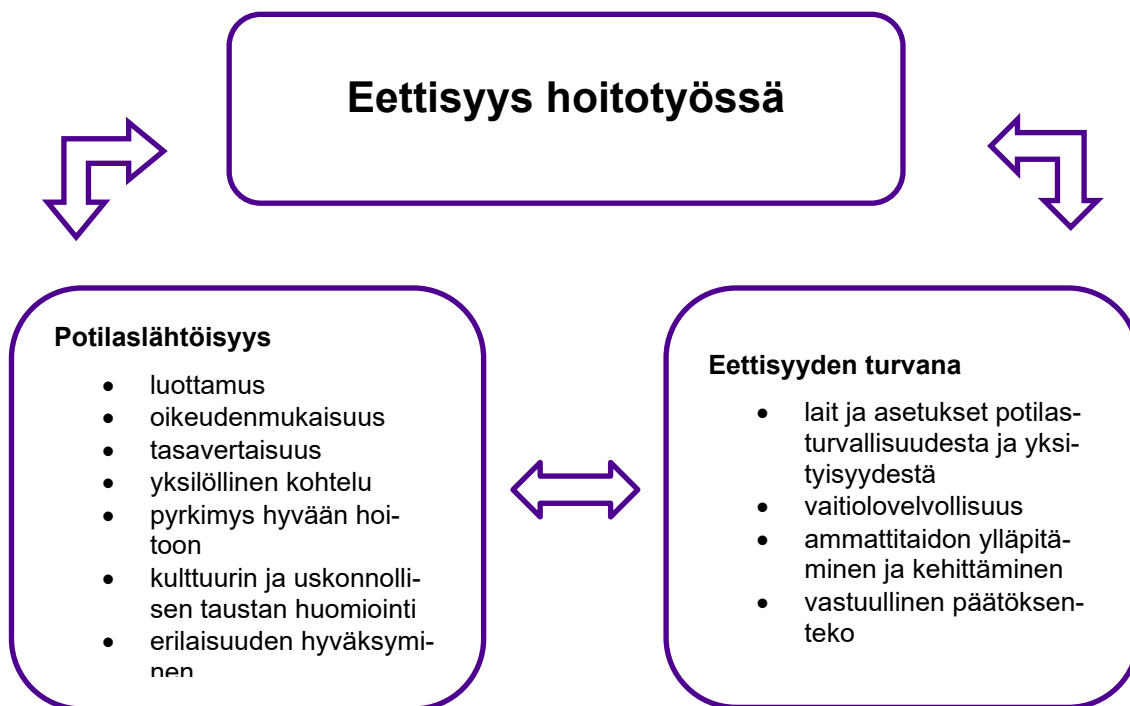 Eettisyys hoitotyössä
Potilaslähtöisyys
• luottamus
• oikeudenmukaisuus
• tasavertaisuus
• yksilöllinen kohtelu
• pyrkimys hyvään hoi-
toon
• kulttuurin ja uskonnolli-
sen taustan huomiointi
• erilaisuuden hyväksymi-
nen
Eettisyyden turvana
• lait ja asetukset potilas-
turvallisuudesta ja yksi-
tyisyydestä
• vaitiolovelvollisuus
• ammattitaidon ylläpitä-
minen ja kehittäminen
• vastuullinen päätöksen-
teko